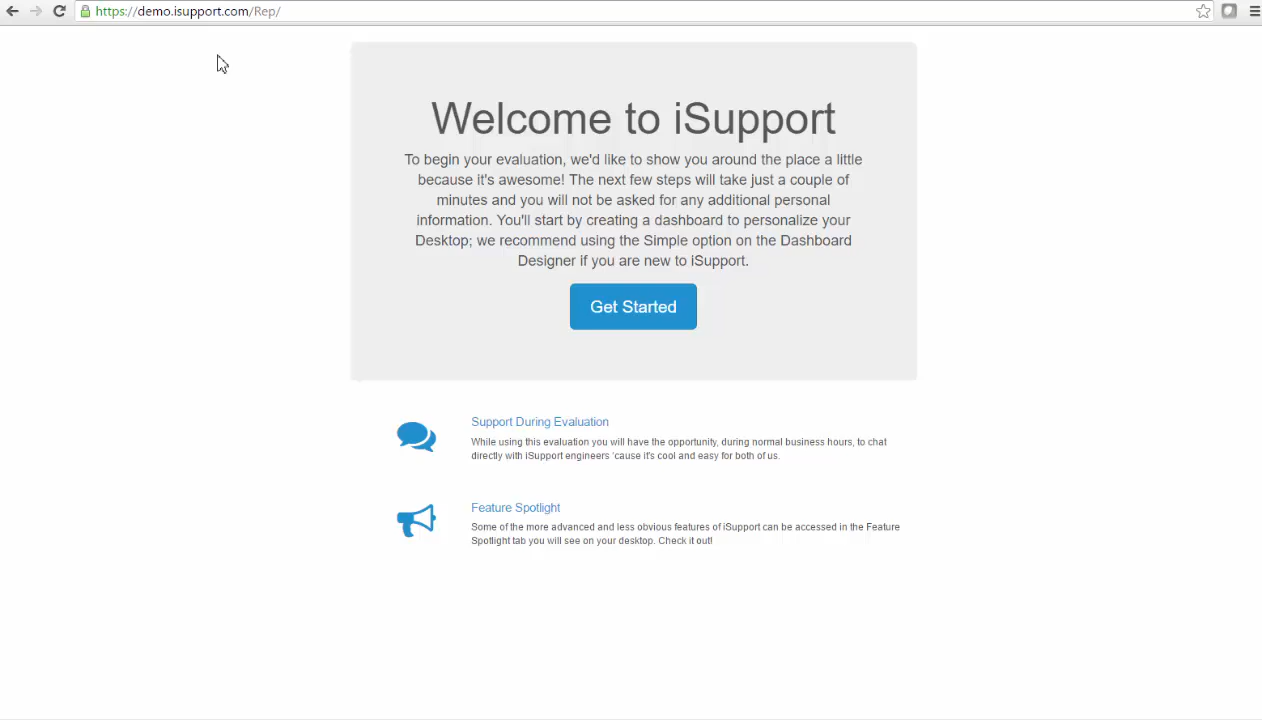 https://demo.isupport.com/Rep/
Welcome to iSupport
To begin your evaluation, we'd like to show you around the place a little
because it's awesome! The next few steps will take just a couple of
minutes and you will not be asked for any additional personal
information. You'll start by creating a dashboard to personalize your
Desktop; we recommend using the Simple option on the Dashboard
Designer if you are new to iSupport.
Get Started
Support During Evaluation
While using this evaluation you will have the opportunity, during normal business hours, to chat
directly with iSupport engineers 'cause it's cool and easy for both of us.
Feature Spotlight
Some of the more advanced and less obvious features of iSupport can be accessed in the Feature
Spotlight tab you will see on your desktop. Check it out!